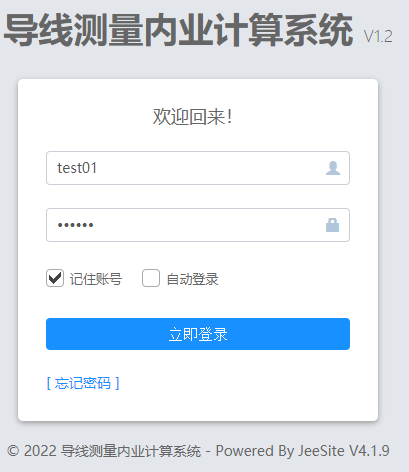 导线测量内业计算系统 V1.2
欢迎回来!
test01
••••••
记住账号 自动登录
立即登录
[ 忘记密码 ]
© 2022 导线测量内业计算系统 - Powered By JeeSite V4.1.9